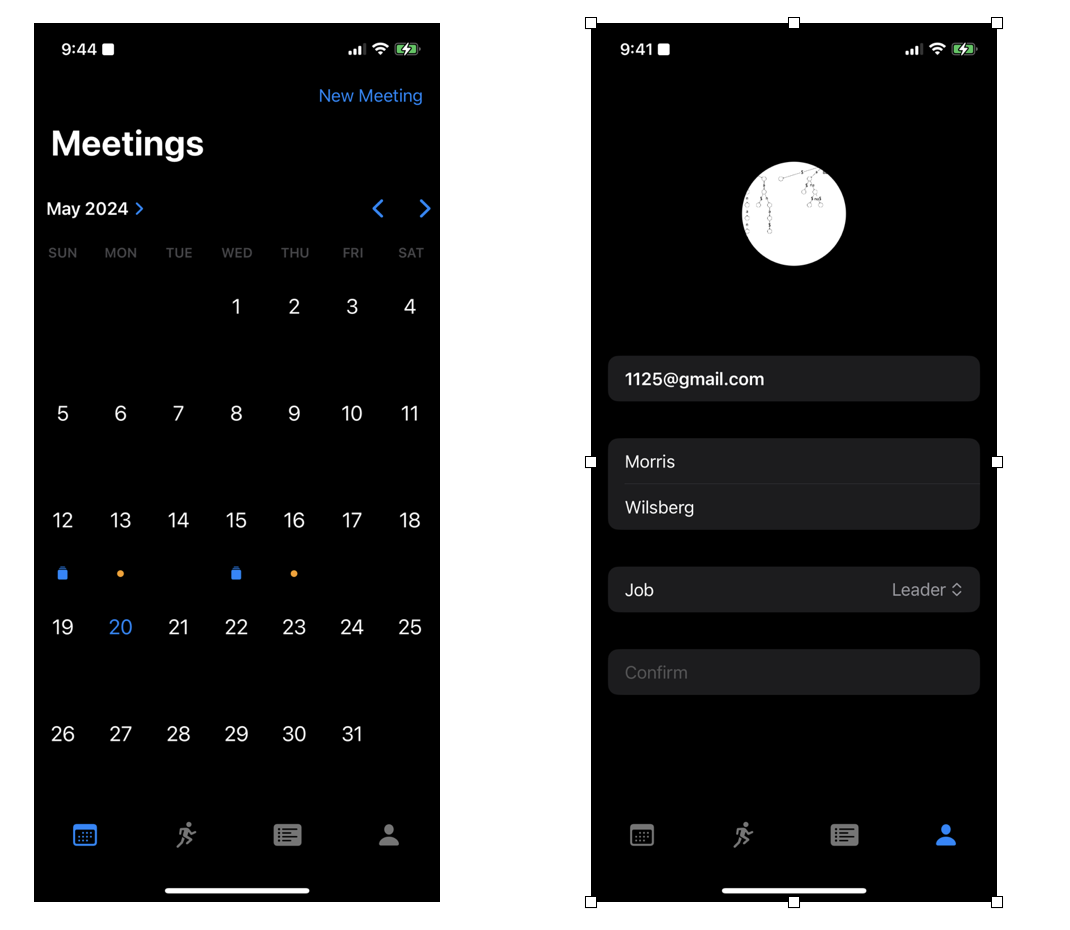 9:44
New Meeting
Meetings
May 2024
SUN MON TUE WED THU FRI SAT
1 2 3 4
5 6 7 8 9 10 11
12 13 14 15 16 17 18
19 20 21 22 23 24 25
26 27 28 29 30 31
9:41
1125@gmail.com
Morris
Wilsberg
Job Leader
Confirm